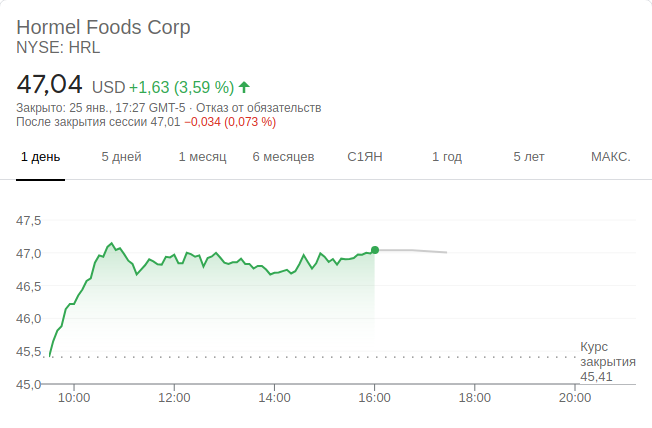 Hormel Foods Corp
NYSE: HRL
47,04 USD +1,63 (3,59 %)
Закрыто: 25 янв., 17:27 GMT-5 · Отказ от обязательств
После закрытия сессии 47,01 −0,034 (0,073 %)
1 день 5 дней 1 месяц 6 месяцев С1ЯН 1 год 5 лет МАКС.
47,5
47,0
46,5
46,0
45,5
45,0
Курс
закрытия
45,41
10:00 12:00 14:00 16:00 18:00 20:00